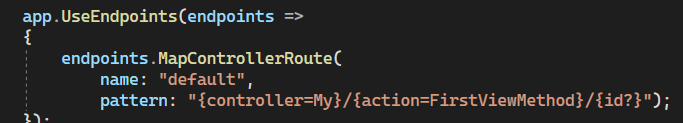 app.UseEndpoints(endpoints =>
{
endpoints.MapControllerRoute(
name: "default",
pattern: "{controller=My}/{action=FirstViewMethod}/{id?}");
});